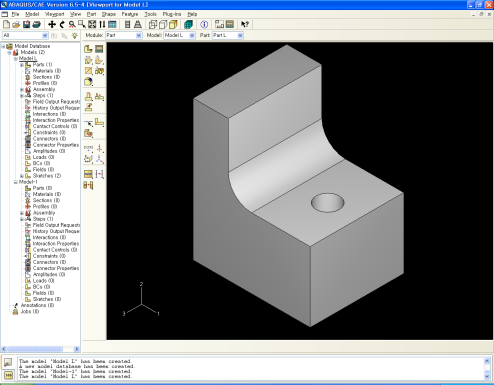 ABAQUS/CAE Version 6.5-4 [Viewport for Model L]
File Model Viewport View Part Shape Feature Tools Plug-ins Help
All Module: Part Model: Model L Part: Part L
Model Database
Models (2)
Model L
Parts (1)
Materials (0)
Sections (0)
Profiles (0)
Assembly
Steps (1)
Field Output Requests
History Output Reque
Interactions (0)
Interaction Properties
Contact Controls (0)
Constraints (0)
Connectors (0)
Connector Properties
Amplitudes (0)
Loads (0)
BCs (0)
Fields (0)
Sketches (2)
Model-1
Parts (0)
Materials (0)
Sections (0)
Profiles (0)
Assembly
Steps (1)
Field Output Requests
History Output Reque
Interactions (0)
Interaction Properties
Contact Controls (0)
Constraints (0)
Connectors (0)
Connector Properties
Amplitudes (0)
Loads (0)
BCs (0)
Fields (0)
Sketches (0)
Annotations (0)
Jobs (0)
2
3
1
The model "Model L" has been created.
A new model database has been created.
The model "Model-1" has been created.
The model "Model L" has been created.